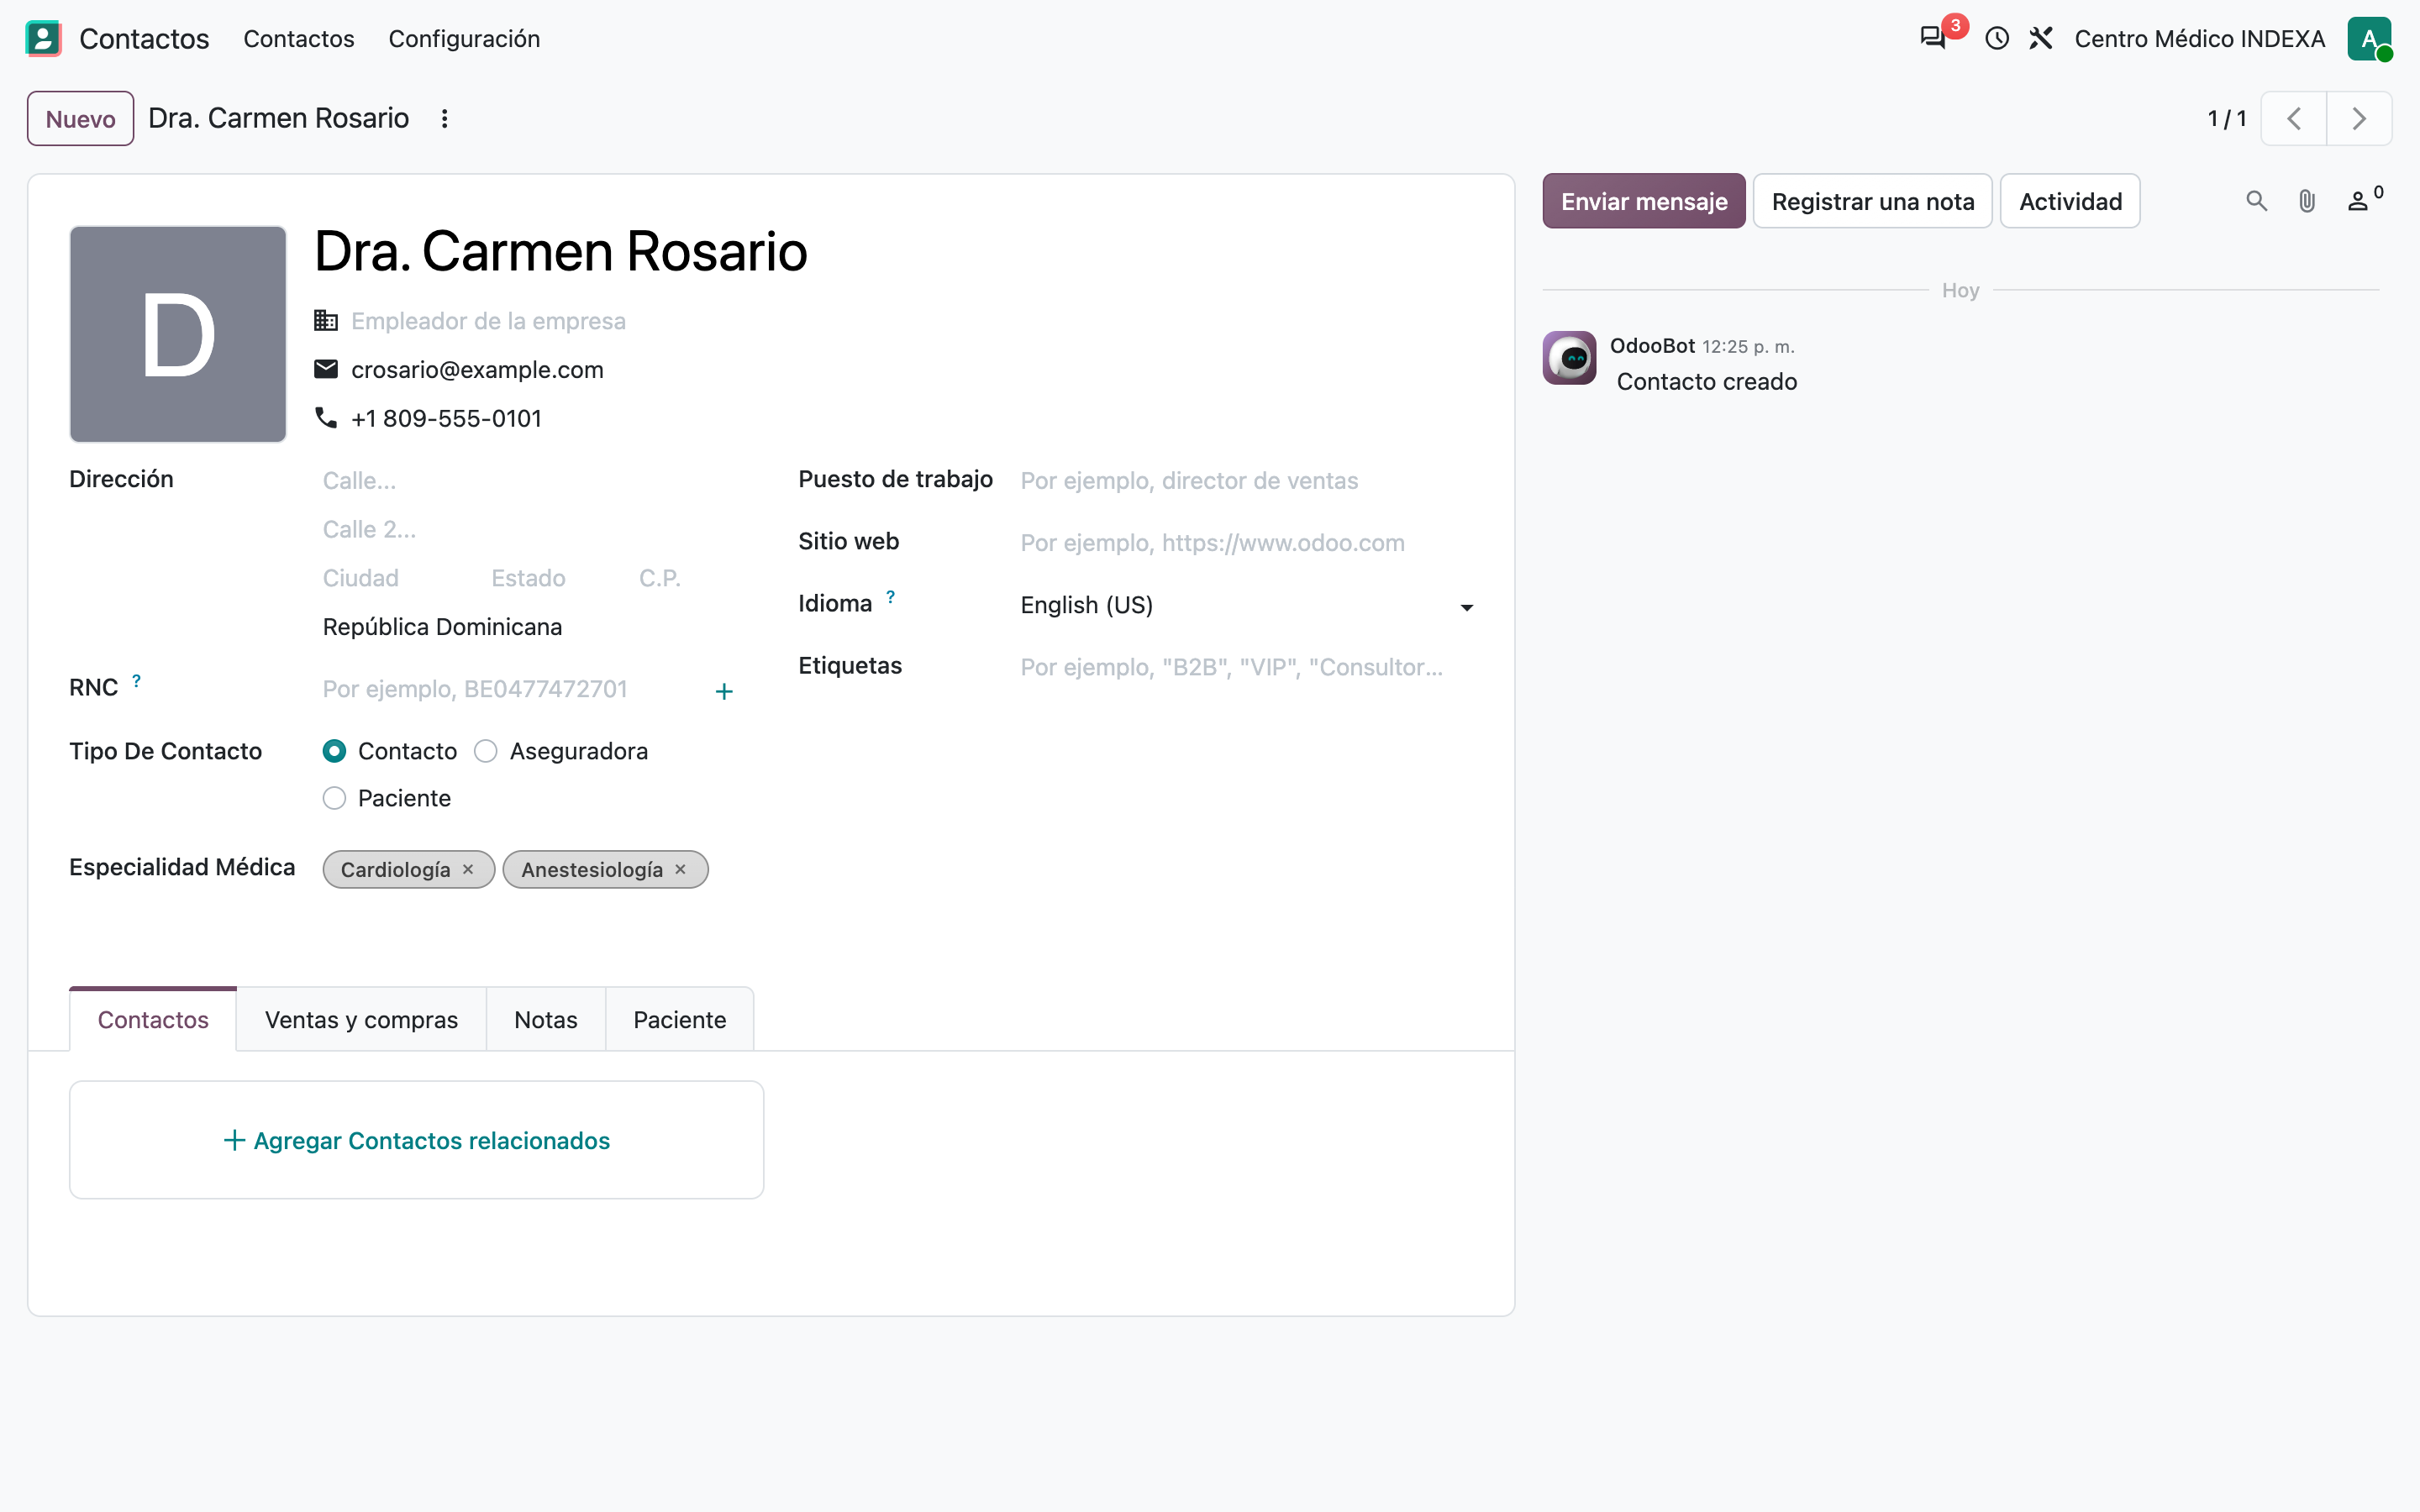 Contactos Contactos Configuración 3 Centro Médico INDEXA A
Nuevo Dra. Carmen Rosario 1 / 1
D
Dra. Carmen Rosario
Empleador de la empresa
crosario@example.com
+1 809-555-0101
Dirección
Calle...
Calle 2...
Ciudad Estado C.P.
República Dominicana
RNC ? Por ejemplo, BE0477472701 +
Tipo De Contacto Contacto Aseguradora
Paciente
Especialidad Médica Cardiología × Anestesiología ×
Puesto de trabajo Por ejemplo, director de ventas
Sitio web Por ejemplo, https://www.odoo.com
Idioma ? English (US)
Etiquetas Por ejemplo, "B2B", "VIP", "Consultor...
Contactos Ventas y compras Notas Paciente
+ Agregar Contactos relacionados
Enviar mensaje Registrar una nota Actividad 0
Hoy
OdooBot 12:25 p. m.
Contacto creado